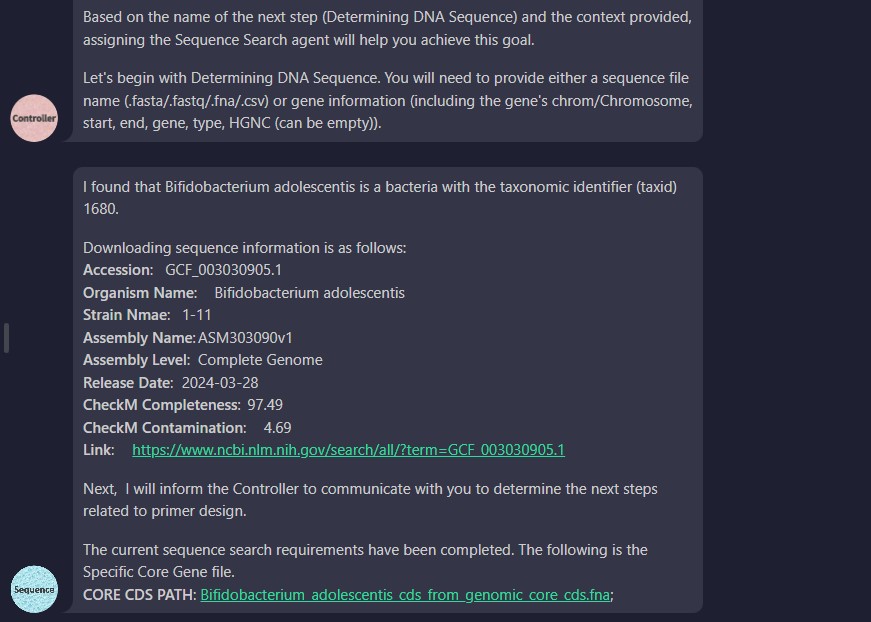 Based on the name of the next step (Determining DNA Sequence) and the context provided,
assigning the Sequence Search agent will help you achieve this goal.
Let's begin with Determining DNA Sequence. You will need to provide either a sequence file
name (.fasta/.fastq/.fna/.csv) or gene information (including the gene's chrom/Chromosome,
start, end, gene, type, HGNC (can be empty)).
Controller
I found that Bifidobacterium adolescentis is a bacteria with the taxonomic identifier (taxid)
1680.
Downloading sequence information is as follows:
Accession: GCF_003030905.1
Organism Name: Bifidobacterium adolescentis
Strain Nmae: 1-11
Assembly Name: ASM303090v1
Assembly Level: Complete Genome
Release Date: 2024-03-28
CheckM Completeness: 97.49
CheckM Contamination: 4.69
Link: https://www.ncbi.nlm.nih.gov/search/all/?term=GCF_003030905.1
Next, I will inform the Controller to communicate with you to determine the next steps
related to primer design.
The current sequence search requirements have been completed. The following is the
Specific Core Gene file.
CORE CDS PATH: Bifidobacterium_adolescentis_cds_from_genomic_core_cds.fna;
Sequence